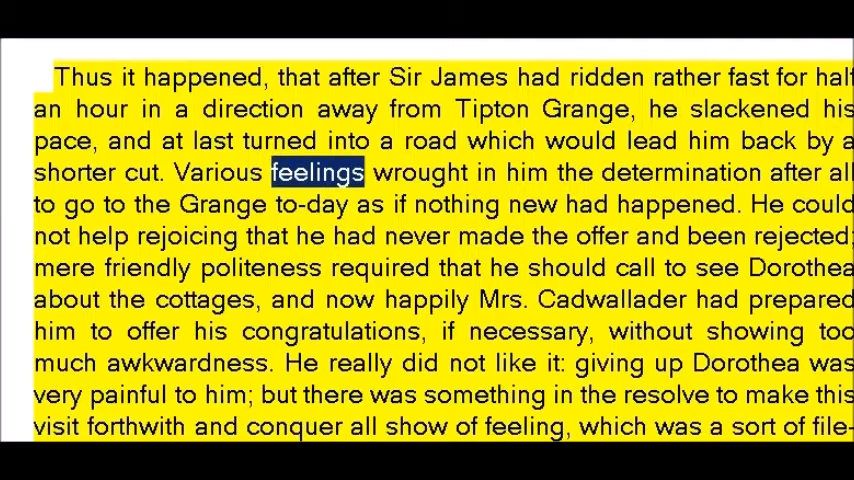 Thus it happened, that after Sir James had ridden rather fast for half
an hour in a direction away from Tipton Grange, he slackened his
pace, and at last turned into a road which would lead him back by a
shorter cut. Various feelings wrought in him the determination after all
to go to the Grange to-day as if nothing new had happened. He could
not help rejoicing that he had never made the offer and been rejected;
mere friendly politeness required that he should call to see Dorothea
about the cottages, and now happily Mrs. Cadwallader had prepared
him to offer his congratulations, if necessary, without showing too
much awkwardness. He really did not like it: giving up Dorothea was
very painful to him; but there was something in the resolve to make this
visit forthwith and conquer all show of feeling, which was a sort of file-